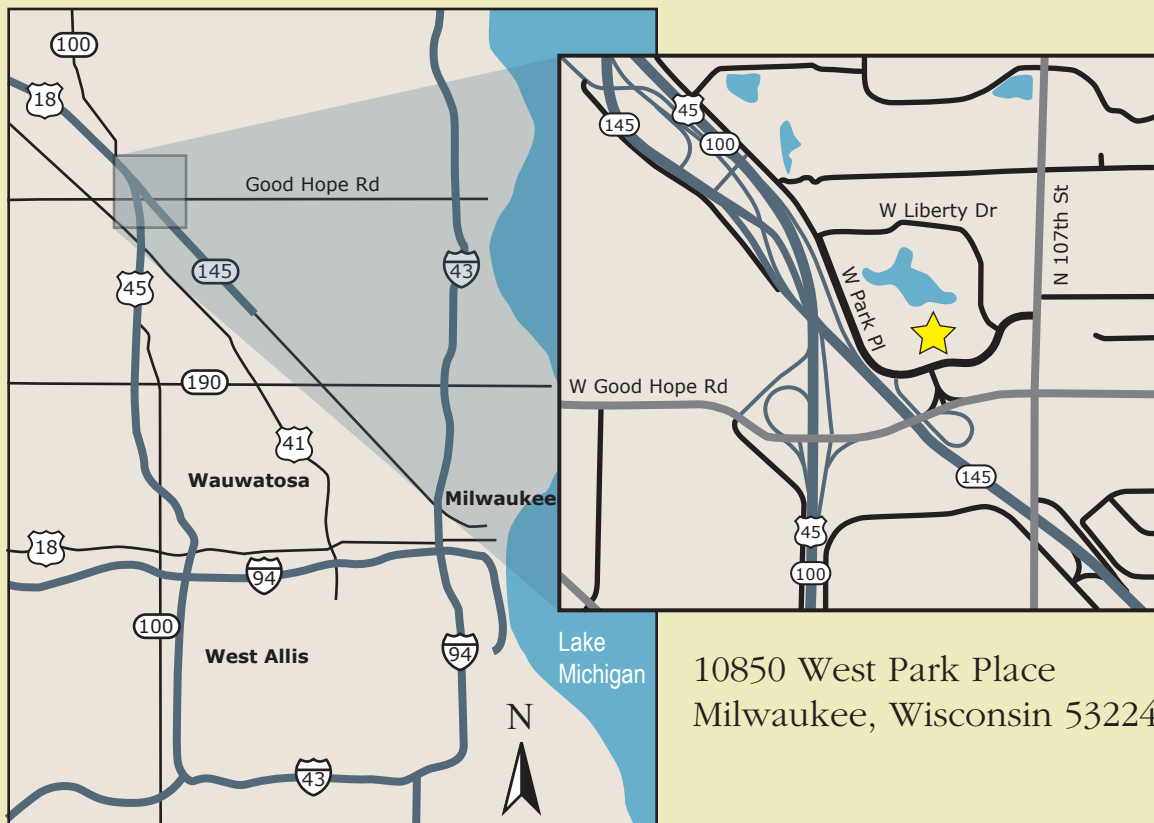 100
18
Good Hope Rd
45
145
43
190
41
Wauwatosa
Milwaukee
18
94
100
West Allis
94
Lake
Michigan
43
N
145
45
100
W Liberty Dr
N 107th St
W Park Pl
W Good Hope Rd
145
45
100
10850 West Park Place
Milwaukee, Wisconsin 53224